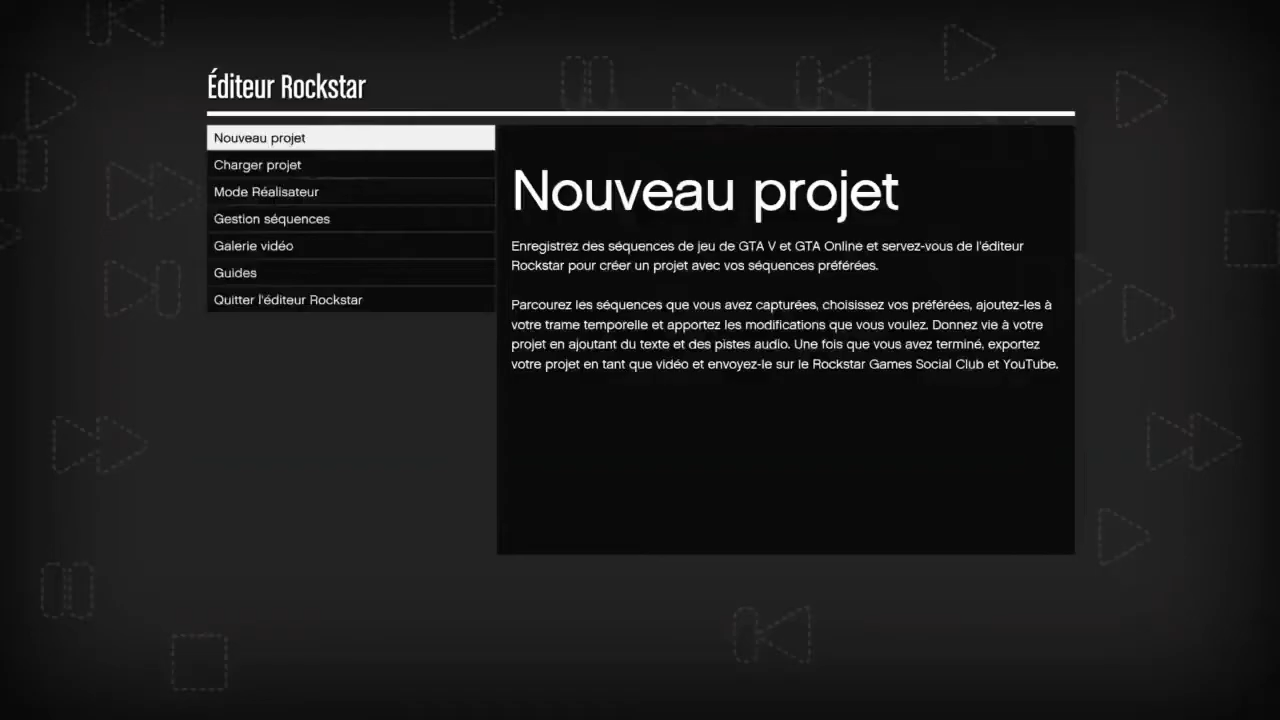 Éditeur Rockstar
Nouveau projet
Charger projet
Mode Réalisateur
Gestion séquences
Galerie vidéo
Guides
Quitter l'éditeur Rockstar
Nouveau projet
Enregistrez des séquences de jeu de GTA V et GTA Online et servez-vous de l'éditeur
Rockstar pour créer un projet avec vos séquences préférées.
Parcourez les séquences que vous avez capturées, choisissez vos préférées, ajoutez-les à
votre trame temporelle et apportez les modifications que vous voulez. Donnez vie à votre
projet en ajoutant du texte et des pistes audio. Une fois que vous avez terminé, exportez
votre projet en tant que vidéo et envoyez-le sur le Rockstar Games Social Club et YouTube.